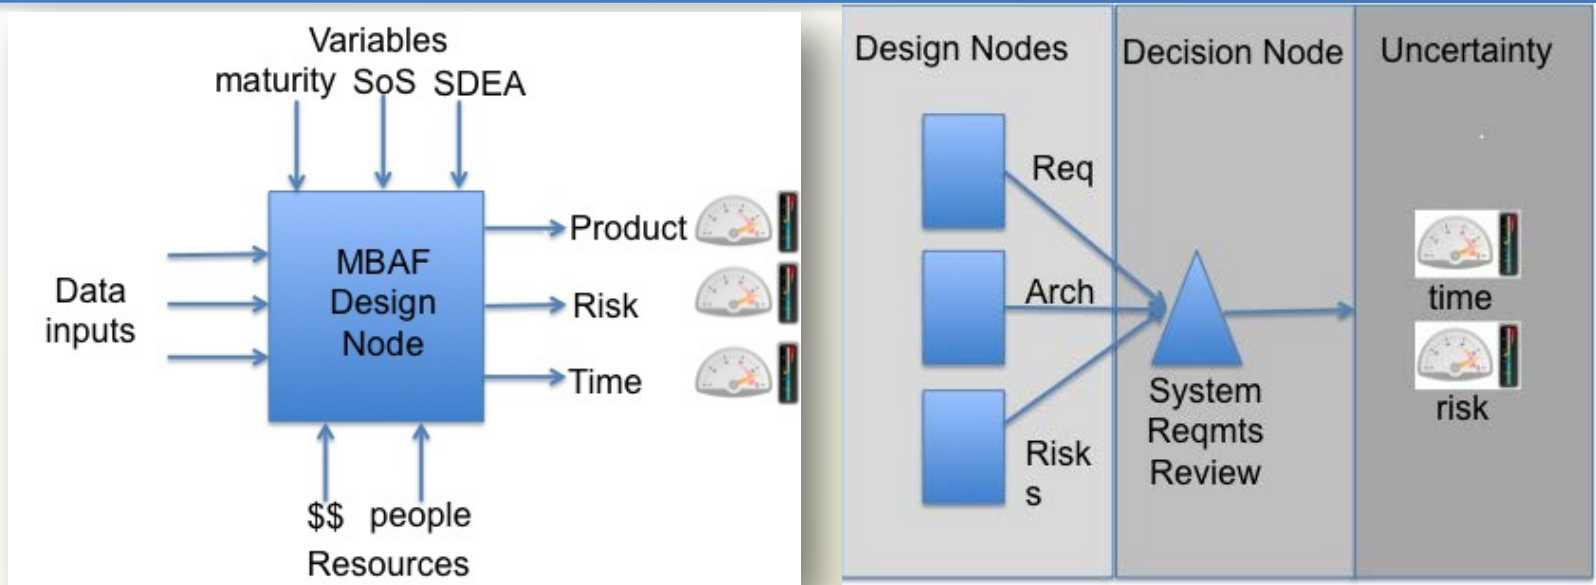 Variables
maturity SoS SDEA
Data
inputs
MBAF
Design
Node
Product
Risk
Time
$$ people
Resources
Design Nodes
Req
Arch
Risk
s
Decision Node
System
Reqmts
Review
Uncertainty
time
risk